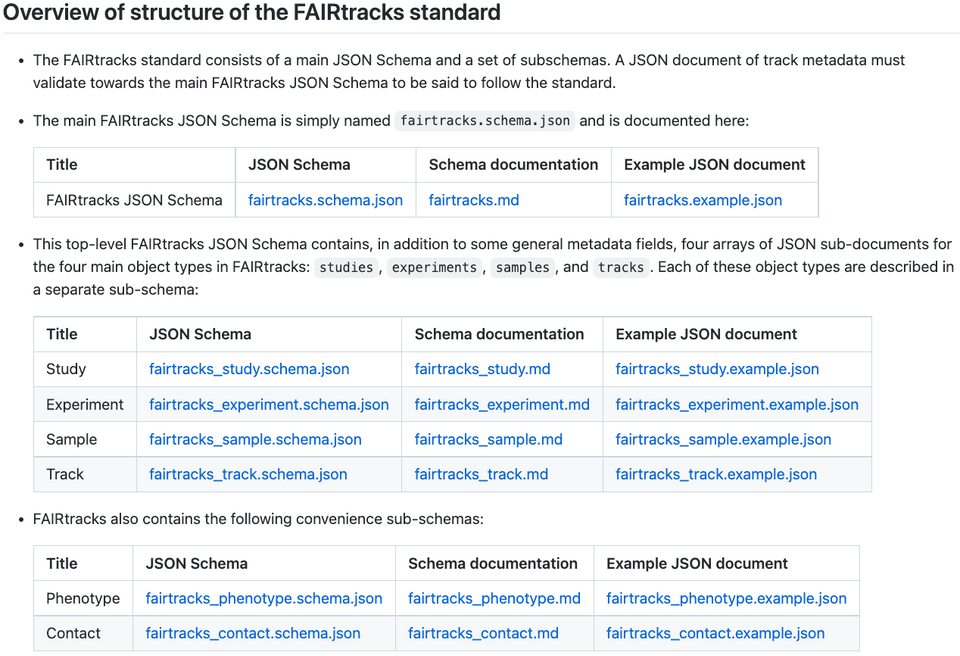 Overview of structure of the FAIRtracks standard
• The FAIRtracks standard consists of a main JSON Schema and a set of subschemas. A JSON document of track metadata must
validate towards the main FAIRtracks JSON Schema to be said to follow the standard.
• The main FAIRtracks JSON Schema is simply named fairtracks.schema.json and is documented here:
Title JSON Schema Schema documentation Example JSON document
FAIRtracks JSON Schema fairtracks.schema.json fairtracks.md fairtracks.example.json
• This top-level FAIRtracks JSON Schema contains, in addition to some general metadata fields, four arrays of JSON sub-documents for
the four main object types in FAIRtracks: studies, experiments, samples, and tracks. Each of these object types are described in
a separate sub-schema:
Title JSON Schema Schema documentation Example JSON document
Study fairtracks_study.schema.json fairtracks_study.md fairtracks_study.example.json
Experiment fairtracks_experiment.schema.json fairtracks_experiment.md fairtracks_experiment.example.json
Sample fairtracks_sample.schema.json fairtracks_sample.md fairtracks_sample.example.json
Track fairtracks_track.schema.json fairtracks_track.md fairtracks_track.example.json
• FAIRtracks also contains the following convenience sub-schemas:
Title JSON Schema Schema documentation Example JSON document
Phenotype fairtracks_phenotype.schema.json fairtracks_phenotype.md fairtracks_phenotype.example.json
Contact fairtracks_contact.schema.json fairtracks_contact.md fairtracks_contact.example.json